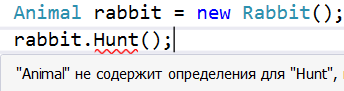 Animal rabbit = new Rabbit();
rabbit.Hunt();
"Animal" не содержит определения для "Hunt",